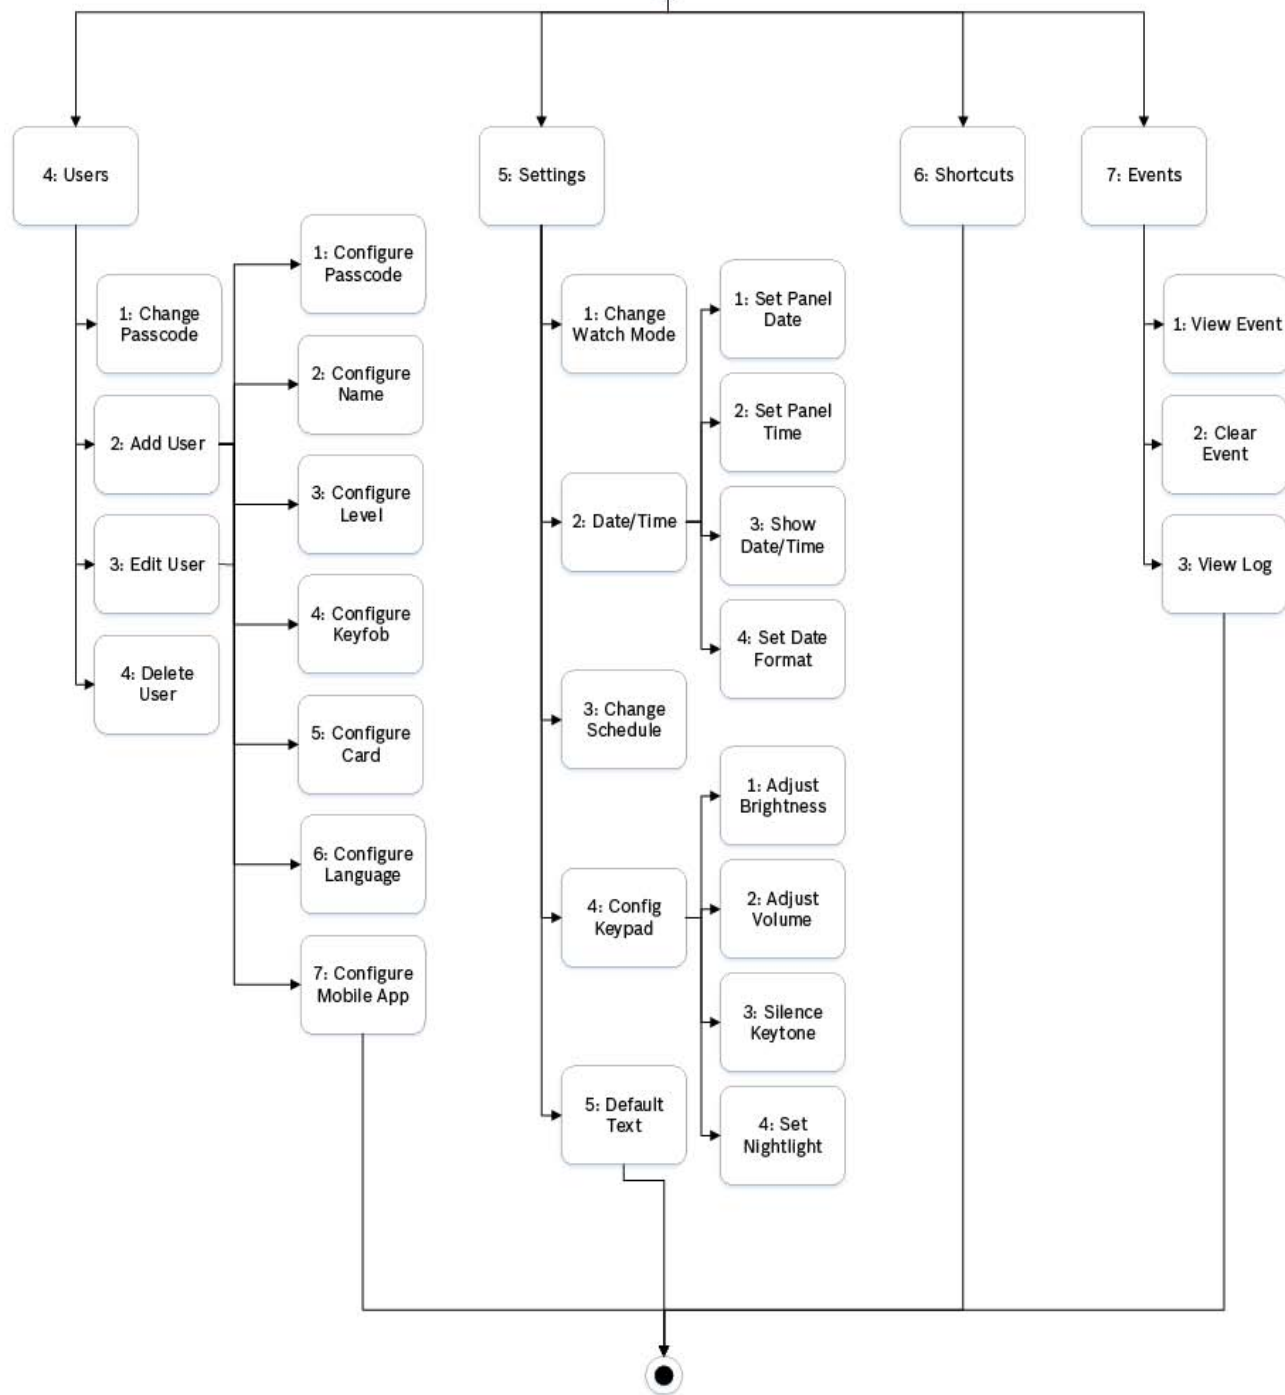 4: Users
5: Settings
6: Shortcuts
7: Events
1: Change
Passcode
2: Add User
3: Edit User
4: Delete
User
1: Configure
Passcode
2: Configure
Name
3: Configure
Level
4: Configure
Keyfob
5: Configure
Card
6: Configure
Language
7: Configure
Mobile App
1: Change
Watch Mode
2: Date/Time
3: Change
Schedule
4: Config
Keypad
5: Default
Text
1: Set Panel
Date
2: Set Panel
Time
3: Show
Date/Time
4: Set Date
Format
1: Adjust
Brightness
2: Adjust
Volume
3: Silence
Keytone
4: Set
Nightlight
1: View Event
2: Clear
Event
3: View Log